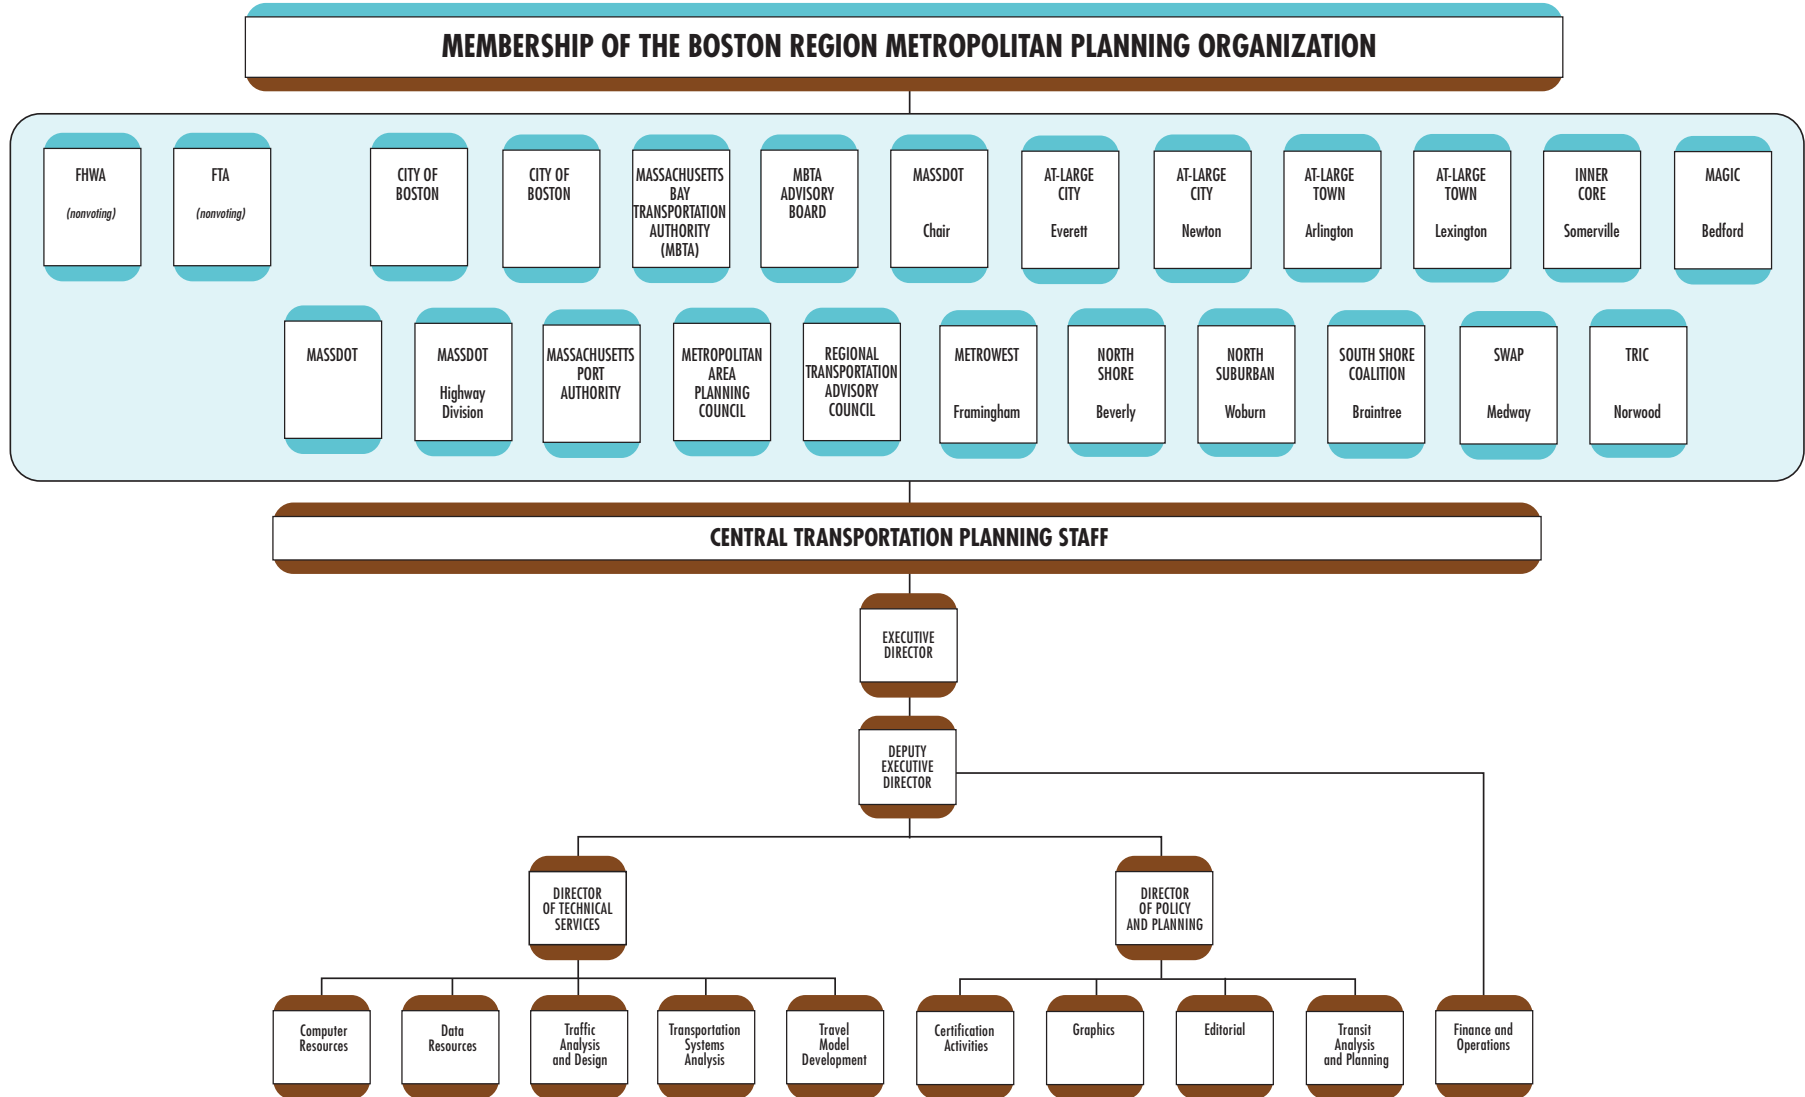 MEMBERSHIP OF THE BOSTON REGION METROPOLITAN PLANNING ORGANIZATION
FHWA
(nonvoting)
FTA
(nonvoting)
CITY OF
BOSTON
CITY OF
BOSTON
MASSACHUSETTS
BAY
TRANSPORTATION
AUTHORITY
(MBTA)
MBTA
ADVISORY
BOARD
MASSDOT
Chair
AT-LARGE
CITY
Everett
AT-LARGE
CITY
Newton
AT-LARGE
TOWN
Arlington
AT-LARGE
TOWN
Lexington
INNER
CORE
Somerville
MAGIC
Bedford
MASSDOT
MASSDOT
Highway
Division
MASSACHUSETTS
PORT
AUTHORITY
METROPOLITAN
AREA
PLANNING
COUNCIL
REGIONAL
TRANSPORTATION
ADVISORY
COUNCIL
METROWEST
Framingham
NORTH
SHORE
Beverly
NORTH
SUBURBAN
Woburn
SOUTH SHORE
COALITION
Braintree
SWAP
Medway
TRIC
Norwood
CENTRAL TRANSPORTATION PLANNING STAFF
EXECUTIVE
DIRECTOR
DEPUTY
EXECUTIVE
DIRECTOR
DIRECTOR
OF TECHNICAL
SERVICES
DIRECTOR
OF POLICY
AND PLANNING
Computer
Resources
Data
Resources
Traffic
Analysis
and Design
Transportation
Systems
Analysis
Travel
Model
Development
Certification
Activities
Graphics
Editorial
Transit
Analysis
and Planning
Finance and
Operations